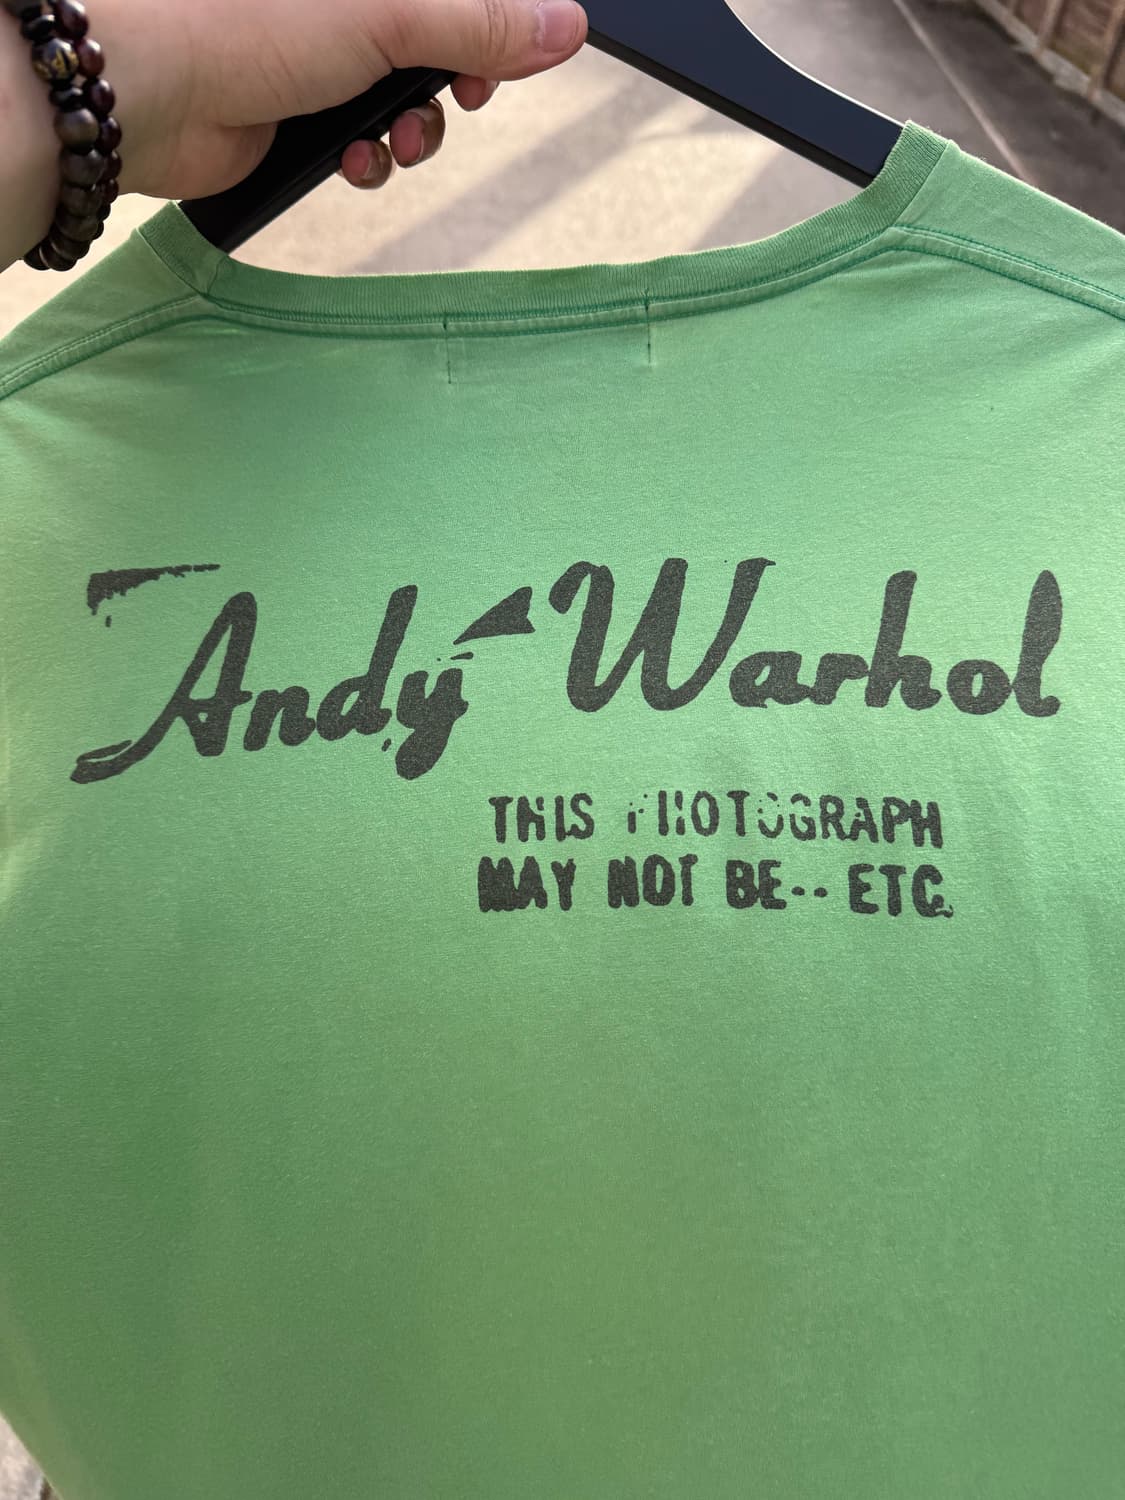 Andy Warhol
THIS PHOTOGRAPH
MAY NOT BE-- ETC.